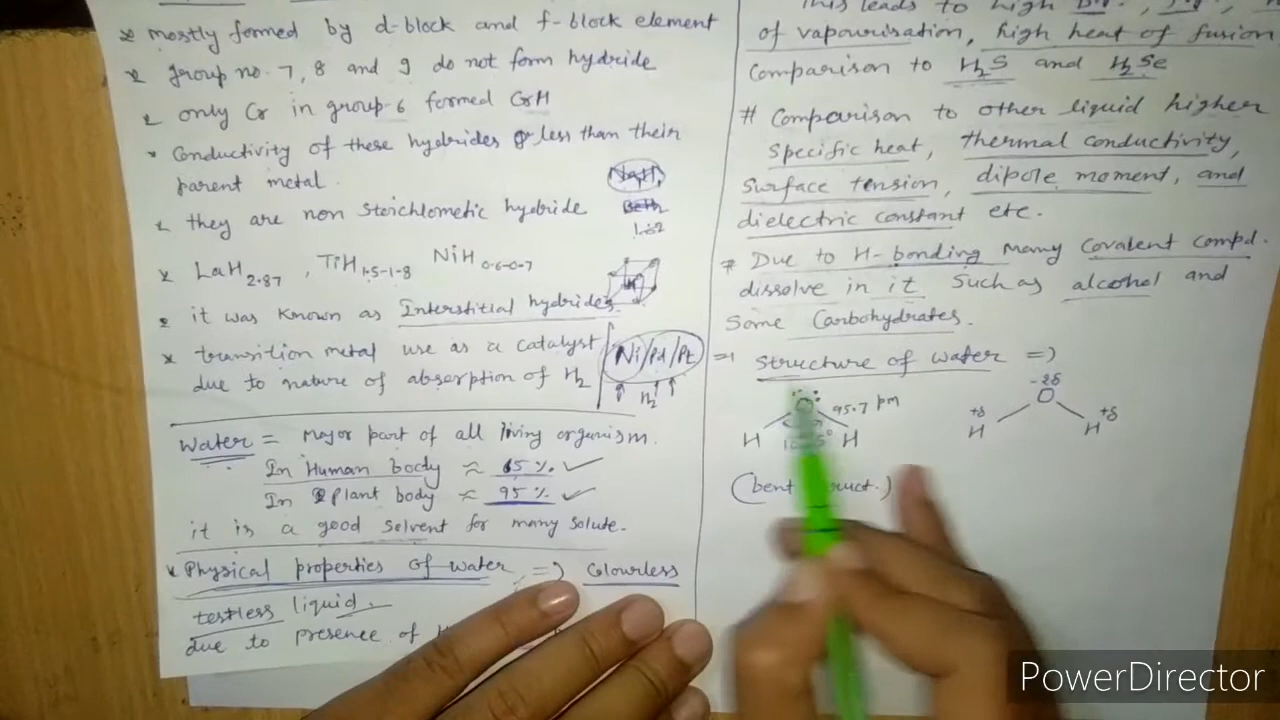 * mostly formed by d-block and f-block element
* group no. 7, 8 and 9 do not form hydride
* only Cr in group-6 formed CrH
* Conductivity of these hybrides less than their
parent metal.
NaH,
BeH2
* they are non stoichlometic hybride
* LaH2.87 , TiH1.5-1.8 NiH0.6-0.7
* it was known as Interstitial hydrides.
* transition metal use as a catalyst
due to nature of absorption of H2
Ni/Pd/Pt
H2
Water = Major part of all living organism.
In Human body ≈ 65 %. ✓
In Plant body ≈ 95 %. ✓
it is a good solvent for many solute.
* Physical properties of water => Colourless
testless liquid.
due to presence of
This leads to high B.P.,
of vapourisation, high heat of fusion
Comparison to H2S and H2Se
# Comparison to other liquid higher
Specific heat, thermal conductivity,
Surface tension, dipole moment, and
dielectric constant etc.
* Due to H-bonding many Covalent compd.
dissolve in it Such as alcohol and
Some Carbohydrates.
=> Structure of water =>
95.7 pm
H H
(bent struct.)
-2δ
O
+δ +δ
H H
PowerDirector